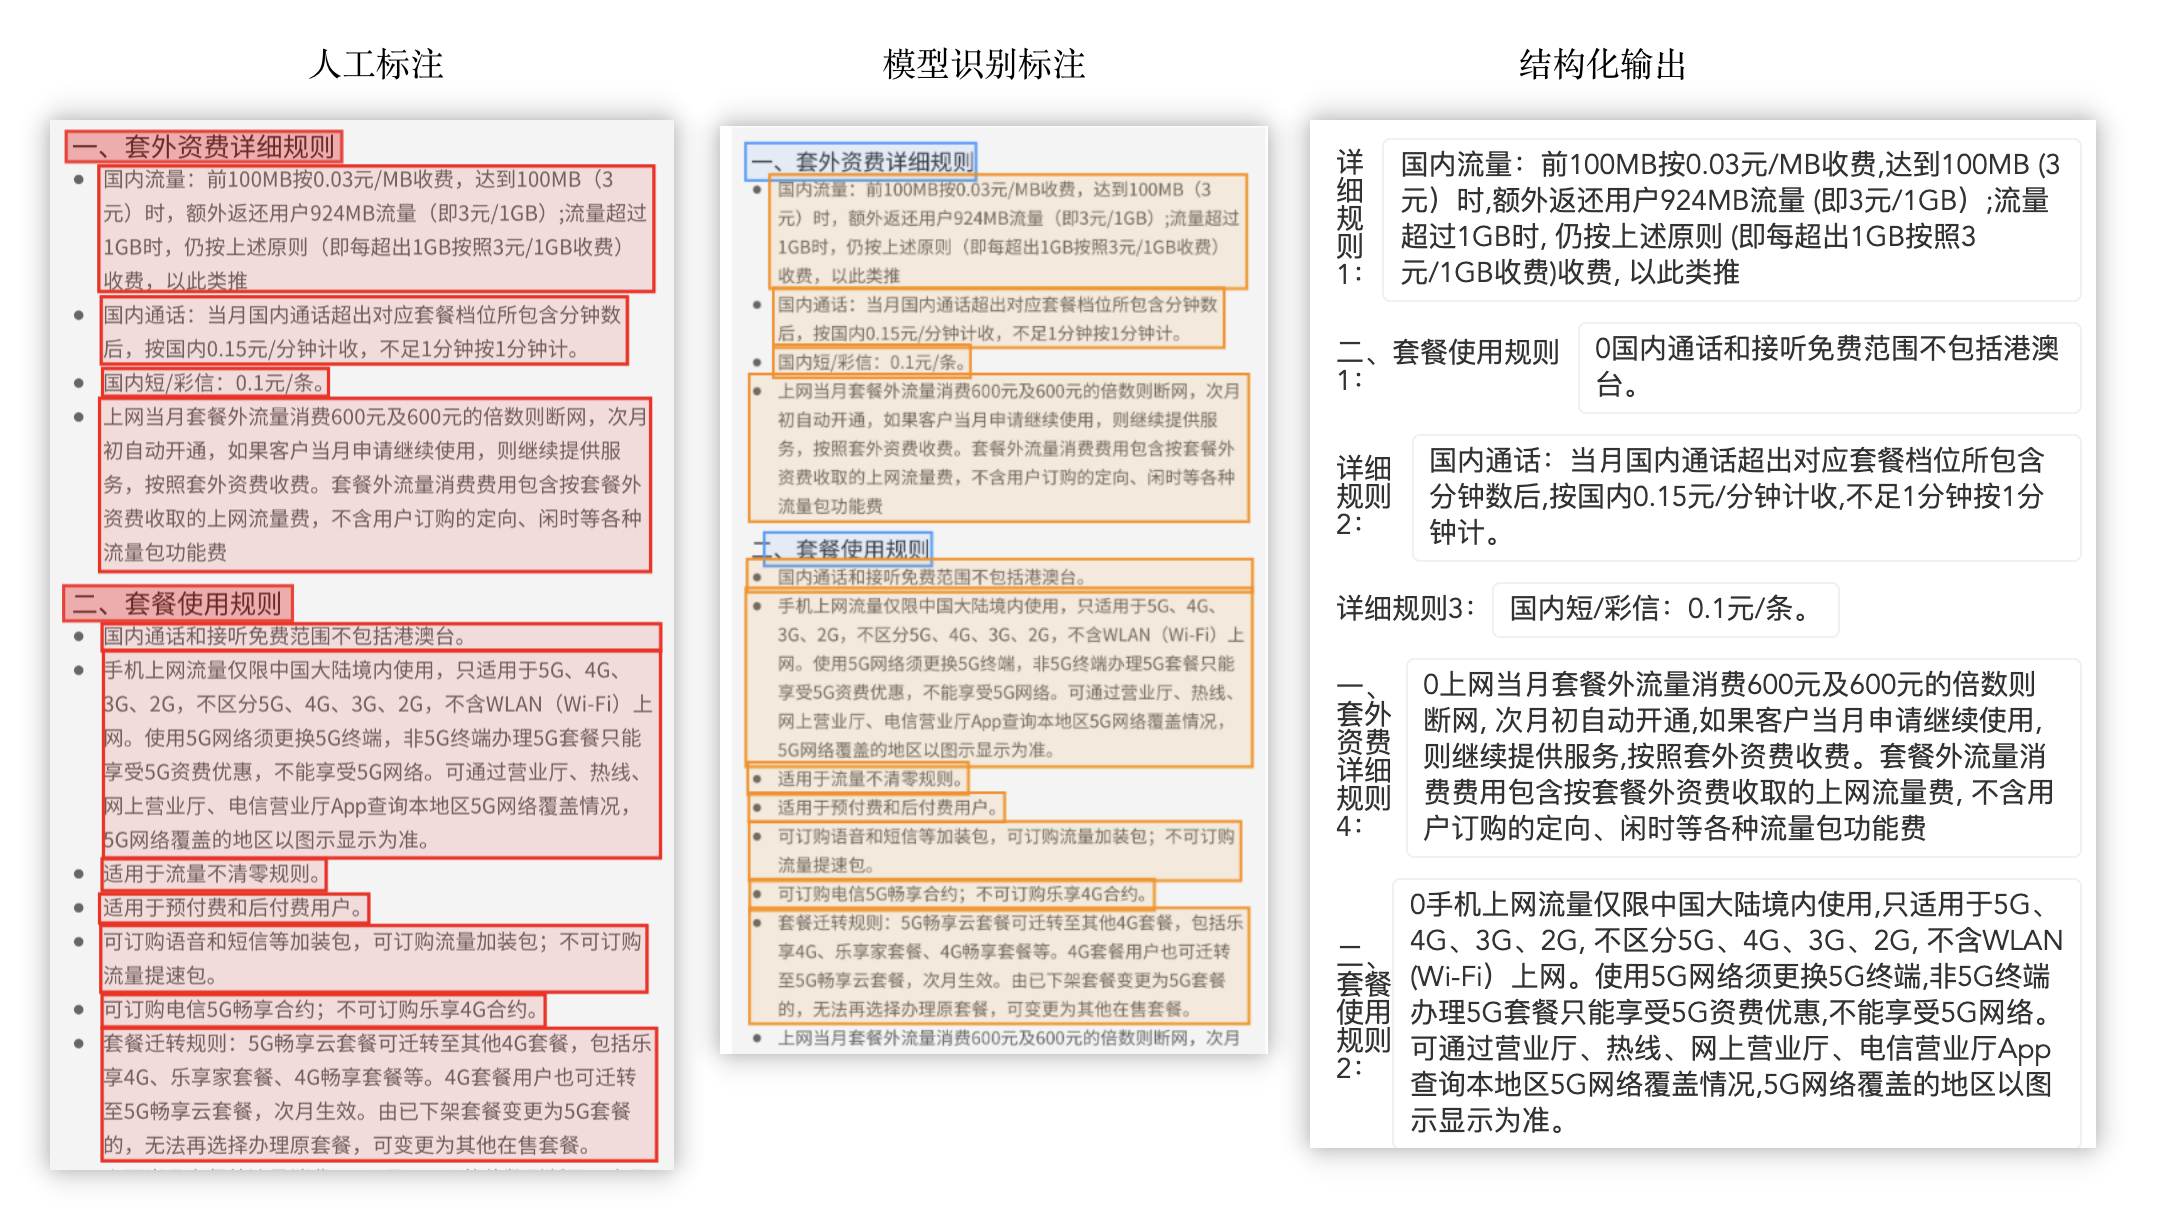 人工标注
一、套外资费详细规则
● 国内流量：前100MB按0.03元/MB收费，达到100MB（3
元）时，额外返还用户924MB流量（即3元/1GB）;流量超过
1GB时，仍按上述原则（即每超出1GB按照3元/1GB收费）
收费，以此类推
● 国内通话：当月国内通话超出对应套餐档位所包含分钟数
后，按国内0.15元/分钟计收，不足1分钟按1分钟计。
● 国内短/彩信：0.1元/条。
● 上网当月套餐外流量消费600元及600元的倍数则断网，次月
初自动开通，如果客户当月申请继续使用，则继续提供服
务，按照套外资费收费。套餐外流量消费费用包含按套餐外
资费收取的上网流量费，不含用户订购的定向、闲时等各种
流量包功能费
二、套餐使用规则
● 国内通话和接听免费范围不包括港澳台。
● 手机上网流量仅限中国大陆境内使用，只适用于5G、4G、
3G、2G，不区分5G、4G、3G、2G，不含WLAN（Wi-Fi）上
网。使用5G网络须更换5G终端，非5G终端办理5G套餐只能
享受5G资费优惠，不能享受5G网络。可通过营业厅、热线、
网上营业厅、电信营业厅App查询本地区5G网络覆盖情况，
5G网络覆盖的地区以图示显示为准。
● 适用于流量不清零规则。
● 适用于预付费和后付费用户。
● 可订购语音和短信等加装包，可订购流量加装包；不可订购
流量提速包。
● 可订购电信5G畅享合约；不可订购乐享4G合约。
● 套餐迁转规则：5G畅享云套餐可迁转至其他4G套餐，包括乐
享4G、乐享家套餐、4G畅享套餐等。4G套餐用户也可迁转
至5G畅享云套餐，次月生效。由已下架套餐变更为5G套餐
的，无法再选择办理原套餐，可变更为其他在售套餐。
模型识别标注
一、套外资费详细规则
● 国内流量：前100MB按0.03元/MB收费，达到100MB（3
元）时，额外返还用户924MB流量（即3元/1GB）;流量超过
1GB时，仍按上述原则（即每超出1GB按照3元/1GB收费）
收费，以此类推
● 国内通话：当月国内通话超出对应套餐档位所包含分钟数
后，按国内0.15元/分钟计收，不足1分钟按1分钟计。
● 国内短/彩信：0.1元/条。
● 上网当月套餐外流量消费600元及600元的倍数则断网，次月
初自动开通，如果客户当月申请继续使用，则继续提供服
务，按照套外资费收费。套餐外流量消费费用包含按套餐外
资费收取的上网流量费，不含用户订购的定向、闲时等各种
流量包功能费
二、套餐使用规则
● 国内通话和接听免费范围不包括港澳台。
● 手机上网流量仅限中国大陆境内使用，只适用于5G、4G、
3G、2G，不区分5G、4G、3G、2G，不含WLAN（Wi-Fi）上
网。使用5G网络须更换5G终端，非5G终端办理5G套餐只能
享受5G资费优惠，不能享受5G网络。可通过营业厅、热线、
网上营业厅、电信营业厅App查询本地区5G网络覆盖情况，
5G网络覆盖的地区以图示显示为准。
● 适用于流量不清零规则。
● 适用于预付费和后付费用户。
● 可订购语音和短信等加装包，可订购流量加装包；不可订购
流量提速包。
● 可订购电信5G畅享合约；不可订购乐享4G合约。
● 套餐迁转规则：5G畅享云套餐可迁转至其他4G套餐，包括乐
享4G、乐享家套餐、4G畅享套餐等。4G套餐用户也可迁转
至5G畅享云套餐，次月生效。由已下架套餐变更为5G套餐
的，无法再选择办理原套餐，可变更为其他在售套餐。
● 上网当月套餐外流量消费600元及600元的倍数则断网，次月
结构化输出
详
细
规
则
1：
国内流量：前100MB按0.03元/MB收费,达到100MB (3
元）时,额外返还用户924MB流量 (即3元/1GB）;流量
超过1GB时, 仍按上述原则 (即每超出1GB按照3
元/1GB收费)收费, 以此类推
二、套餐使用规则
1：
0国内通话和接听免费范围不包括港澳
台。
详细
规则
2：
国内通话：当月国内通话超出对应套餐档位所包含
分钟数后,按国内0.15元/分钟计收,不足1分钟按1分
钟计。
详细规则3：
国内短/彩信：0.1元/条。
一、
套外
资费
详细
规则
4：
0上网当月套餐外流量消费600元及600元的倍数则
断网, 次月初自动开通,如果客户当月申请继续使用,
则继续提供服务,按照套外资费收费。套餐外流量消
费费用包含按套餐外资费收取的上网流量费, 不含用
户订购的定向、闲时等各种流量包功能费
二、
套餐
使用
规则
2：
0手机上网流量仅限中国大陆境内使用,只适用于5G、
4G、3G、2G, 不区分5G、4G、3G、2G, 不含WLAN
(Wi-Fi）上网。使用5G网络须更换5G终端,非5G终端
办理5G套餐只能享受5G资费优惠,不能享受5G网络。
可通过营业厅、热线、网上营业厅、电信营业厅App
查询本地区5G网络覆盖情况,5G网络覆盖的地区以图
示显示为准。